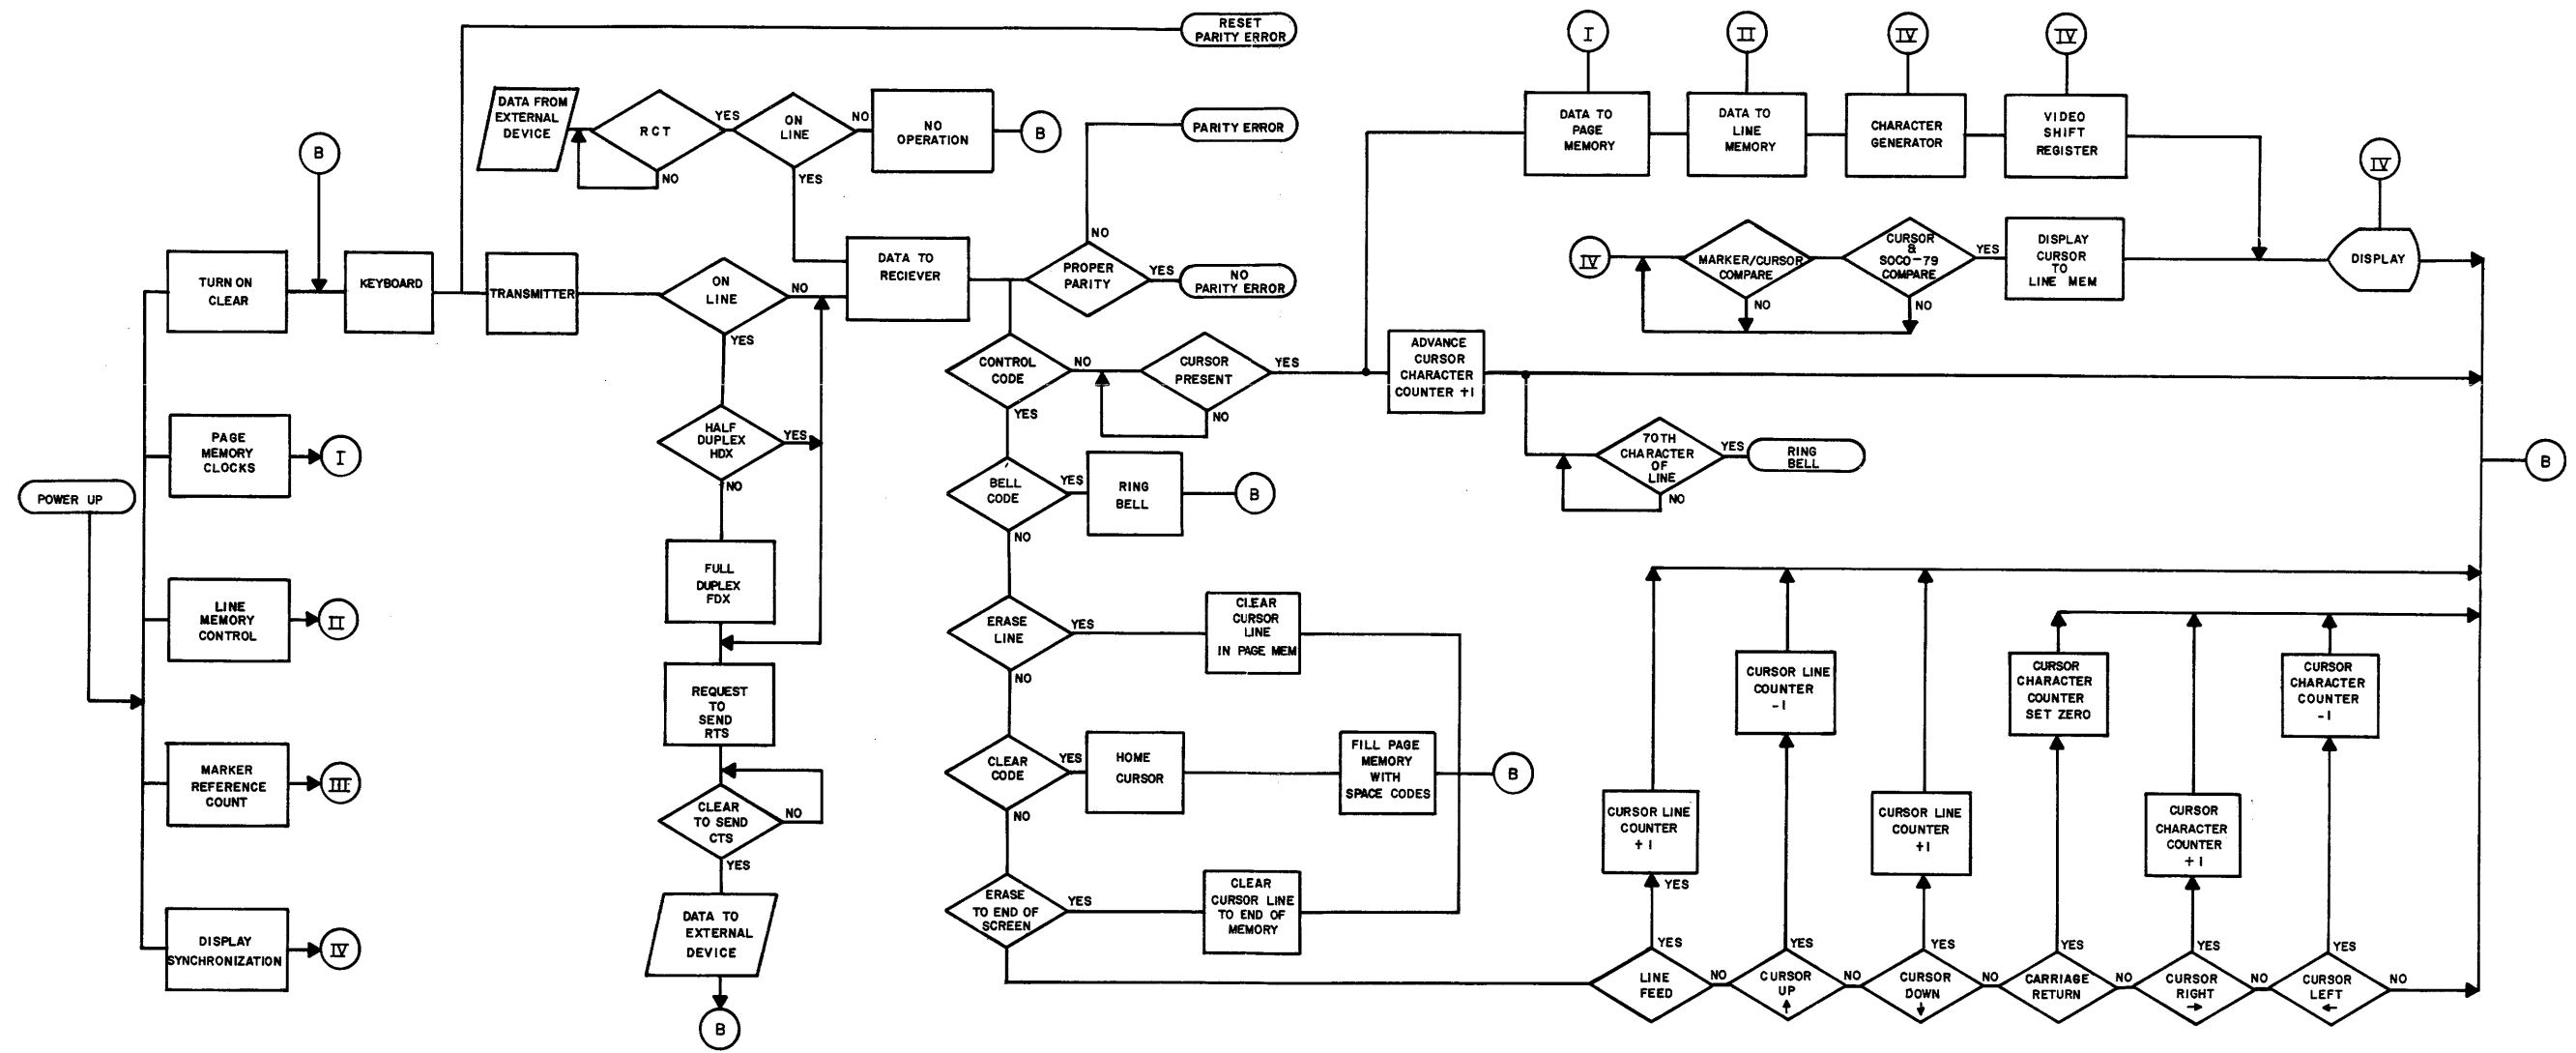 RESET
PARITY ERROR
I
II
IV
IV
DATA FROM
EXTERNAL
DEVICE
RCT
YES
NO
ON
LINE
NO
YES
NO
OPERATION
B
PARITY ERROR
DATA TO
PAGE
MEMORY
DATA TO
LINE
MEMORY
CHARACTER
GENERATOR
VIDEO
SHIFT
REGISTER
IV
B
TURN ON
CLEAR
KEYBOARD
TRANSMITTER
ON
LINE
NO
YES
DATA TO
RECIEVER
NO
PROPER
PARITY
YES
NO
PARITY ERROR
IV
MARKER/CURSOR
COMPARE
NO
CURSOR
&
SOCO-79
COMPARE
YES
NO
DISPLAY
CURSOR
TO
LINE MEM
DISPLAY
CONTROL
CODE
NO
YES
CURSOR
PRESENT
YES
NO
ADVANCE
CURSOR
CHARACTER
COUNTER +1
PAGE
MEMORY
CLOCKS
I
HALF
DUPLEX
HDX
YES
NO
70TH
CHARACTER
OF
LINE
YES
NO
RING
BELL
B
POWER UP
BELL
CODE
YES
NO
RING
BELL
B
FULL
DUPLEX
FDX
LINE
MEMORY
CONTROL
II
ERASE
LINE
YES
NO
CLEAR
CURSOR
LINE
IN PAGE MEM
REQUEST
TO
SEND
RTS
CURSOR LINE
COUNTER
-1
CURSOR
CHARACTER
COUNTER
SET ZERO
CURSOR
CHARACTER
COUNTER
-1
MARKER
REFERENCE
COUNT
III
CLEAR
TO SEND
CTS
NO
YES
CLEAR
CODE
YES
NO
HOME
CURSOR
FILL PAGE
MEMORY
WITH
SPACE CODES
B
CURSOR LINE
COUNTER
+1
YES
CURSOR LINE
COUNTER
+1
CURSOR
CHARACTER
COUNTER
+1
DISPLAY
SYNCHRONIZATION
IV
DATA TO
EXTERNAL
DEVICE
B
ERASE
TO END OF
SCREEN
YES
CLEAR
CURSOR LINE
TO END OF
MEMORY
LINE
FEED
YES
NO
CURSOR
UP
↑
YES
NO
CURSOR
DOWN
↓
YES
NO
CARRIAGE
RETURN
YES
NO
CURSOR
RIGHT
→
YES
NO
CURSOR
LEFT
←
YES
NO